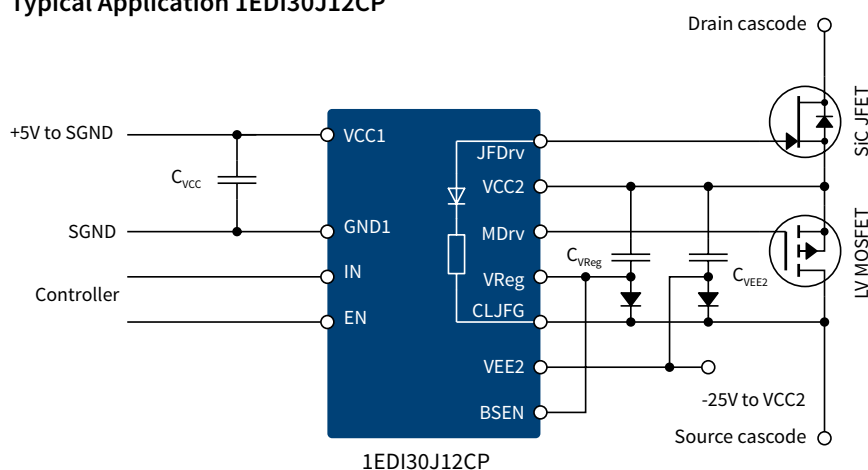 Typical Application 1EDI30J12CP
Drain cascode
SiC JFET
+5V to SGND
VCC1
JFDrv
C_VCC
VCC2
SGND
GND1
MDrv
LV MOSFET
C_VReg
C_VEE2
IN
VReg
Controller
CLJFG
EN
VEE2
-25V to VCC2
BSEN
Source cascode
1EDI30J12CP